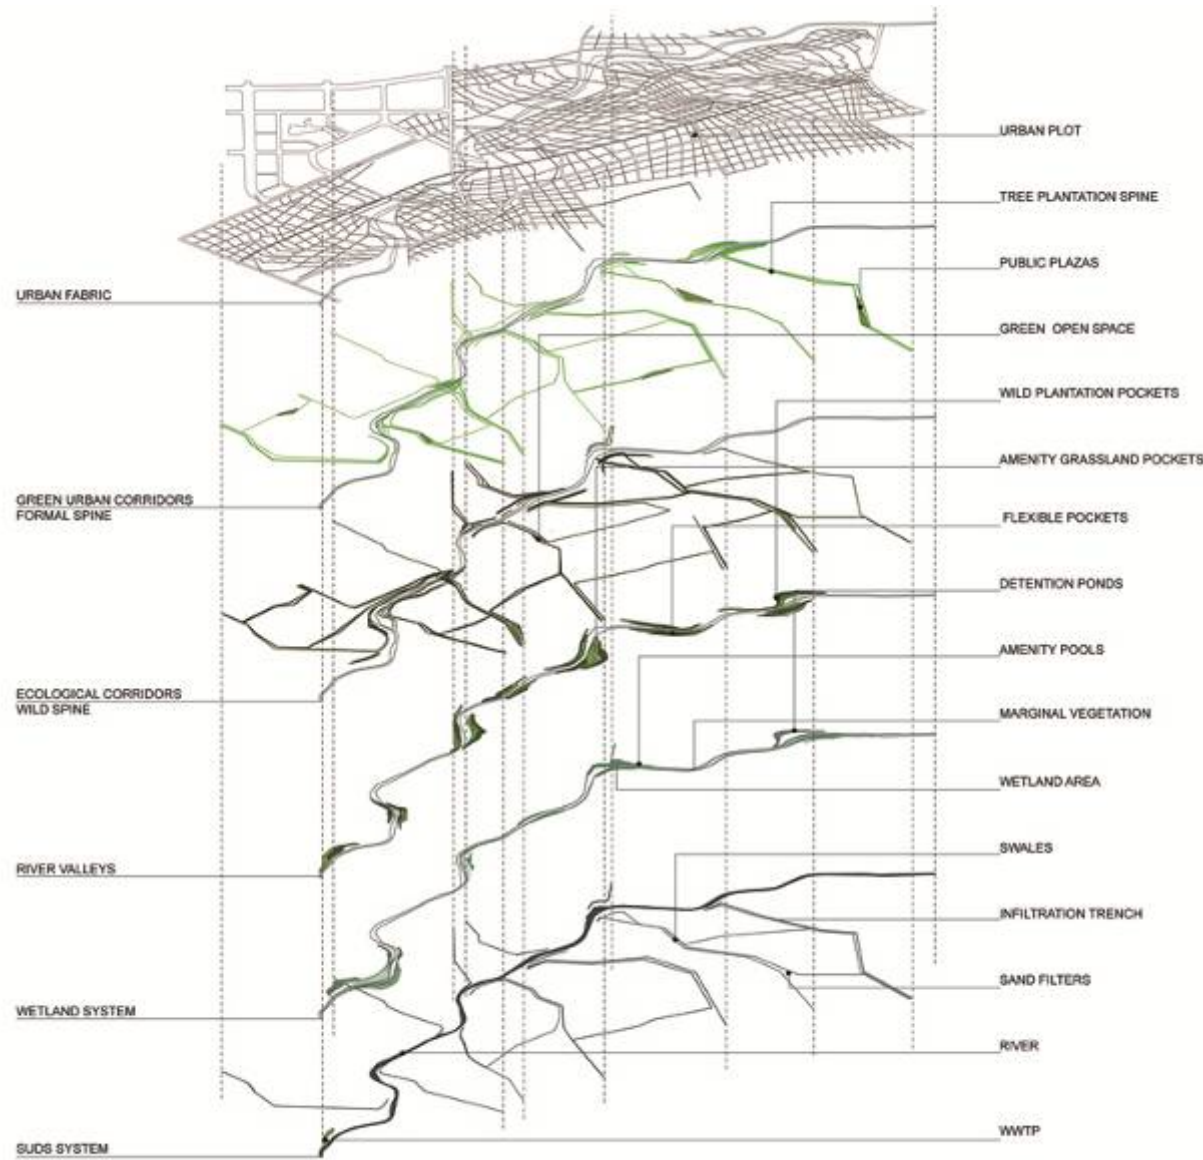 URBAN PLOT
TREE PLANTATION SPINE
PUBLIC PLAZAS
URBAN FABRIC
GREEN OPEN SPACE
WILD PLANTATION POCKETS
AMENITY GRASSLAND POCKETS
GREEN URBAN CORRIDORS
FORMAL SPINE
FLEXIBLE POCKETS
DETENTION PONDS
AMENITY POOLS
ECOLOGICAL CORRIDORS
WILD SPINE
MARGINAL VEGETATION
WETLAND AREA
SWALES
RIVER VALLEYS
INFILTRATION TRENCH
SAND FILTERS
WETLAND SYSTEM
RIVER
WWTP
SUDS SYSTEM